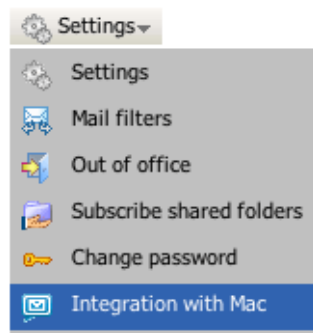 Settings
Settings
Mail filters
Out of office
Subscribe shared folders
Change password
Integration with Mac